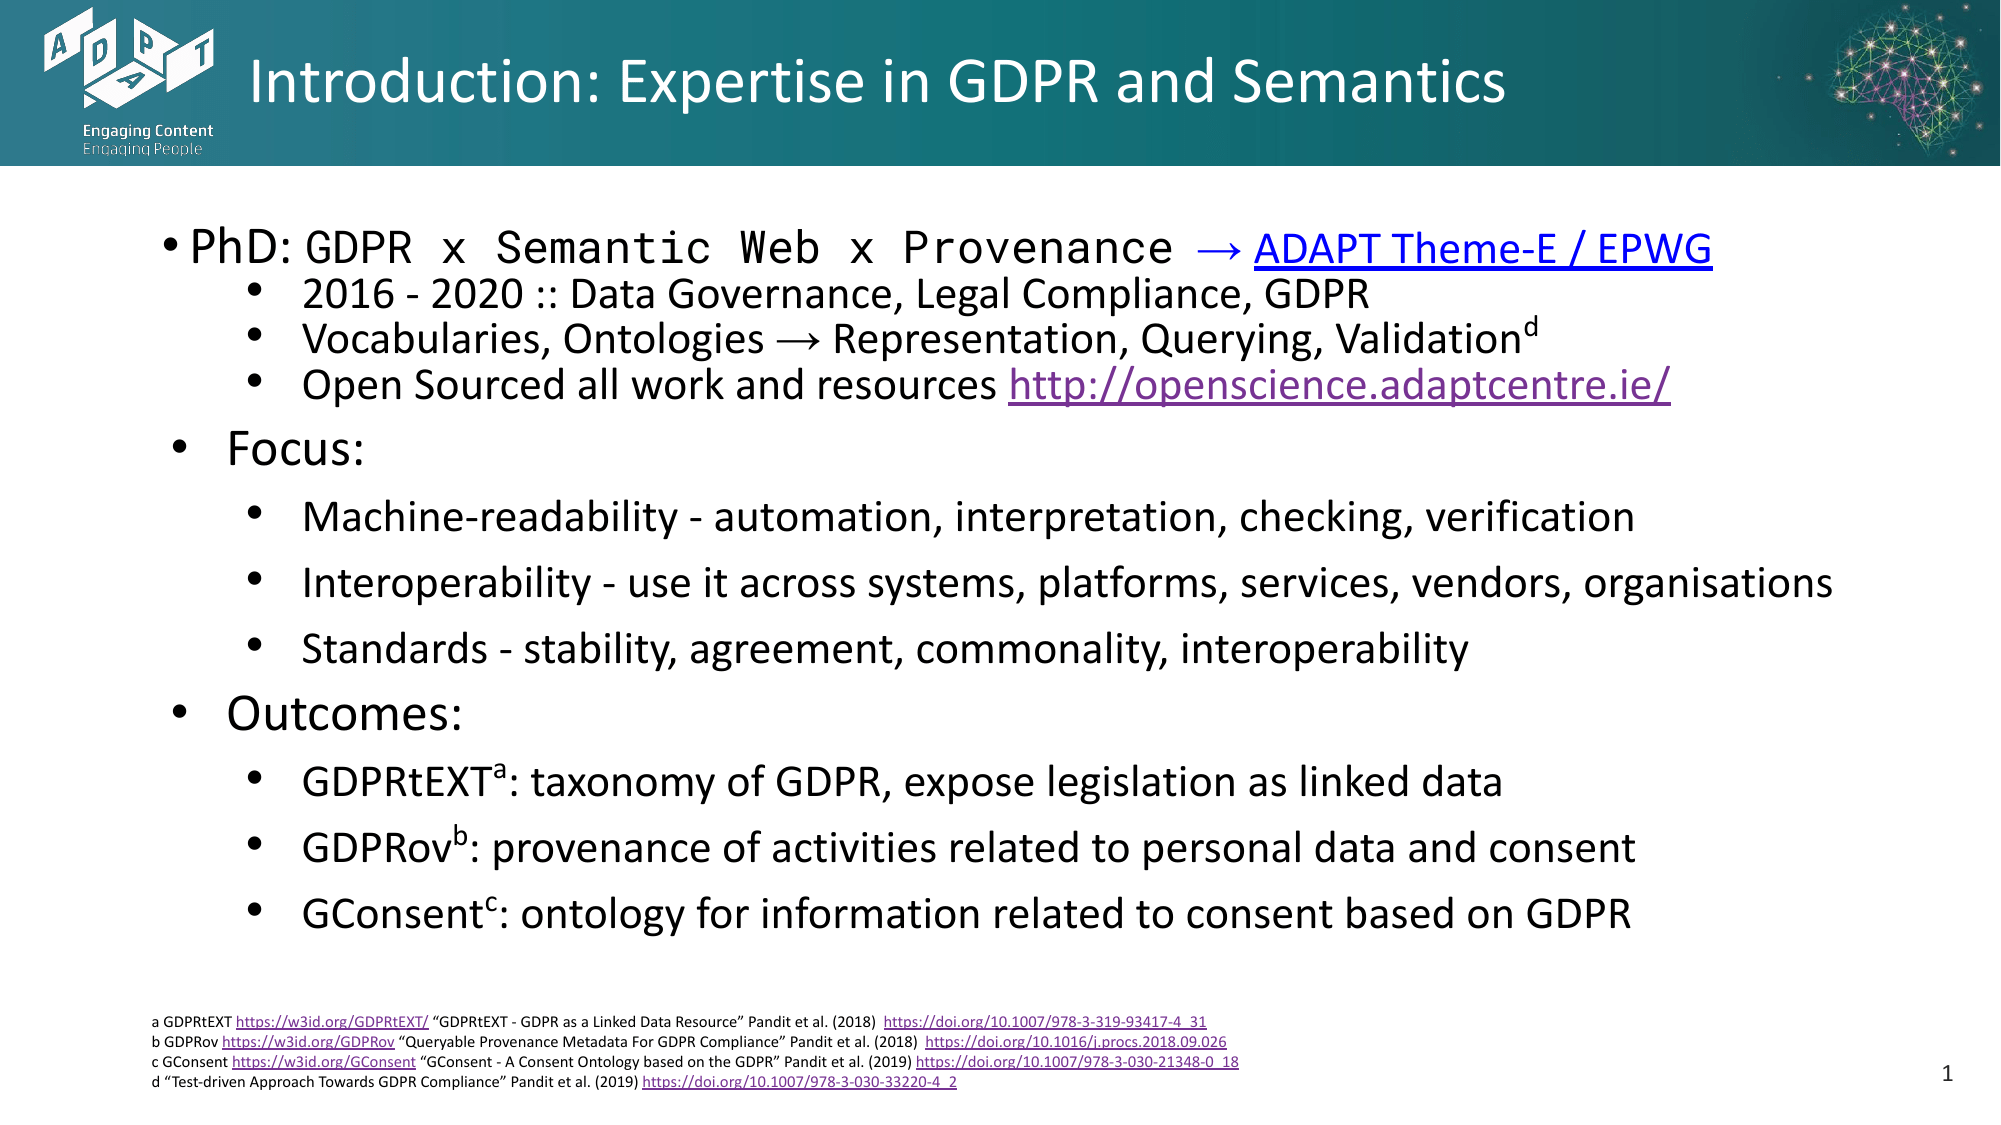 A D A P T
Engaging Content
Engaging People
Introduction: Expertise in GDPR and Semantics
• PhD: GDPR x Semantic Web x Provenance → ADAPT Theme-E / EPWG
• 2016 - 2020 :: Data Governance, Legal Compliance, GDPR
• Vocabularies, Ontologies → Representation, Querying, Validationᵈ
• Open Sourced all work and resources http://openscience.adaptcentre.ie/
• Focus:
• Machine-readability - automation, interpretation, checking, verification
• Interoperability - use it across systems, platforms, services, vendors, organisations
• Standards - stability, agreement, commonality, interoperability
• Outcomes:
• GDPRtEXTᵃ: taxonomy of GDPR, expose legislation as linked data
• GDPRovᵇ: provenance of activities related to personal data and consent
• GConsentᶜ: ontology for information related to consent based on GDPR
a GDPRtEXT https://w3id.org/GDPRtEXT/ “GDPRtEXT - GDPR as a Linked Data Resource” Pandit et al. (2018) https://doi.org/10.1007/978-3-319-93417-4_31
b GDPRov https://w3id.org/GDPRov “Queryable Provenance Metadata For GDPR Compliance” Pandit et al. (2018) https://doi.org/10.1016/j.procs.2018.09.026
c GConsent https://w3id.org/GConsent “GConsent - A Consent Ontology based on the GDPR” Pandit et al. (2019) https://doi.org/10.1007/978-3-030-21348-0_18
d “Test-driven Approach Towards GDPR Compliance” Pandit et al. (2019) https://doi.org/10.1007/978-3-030-33220-4_2
1